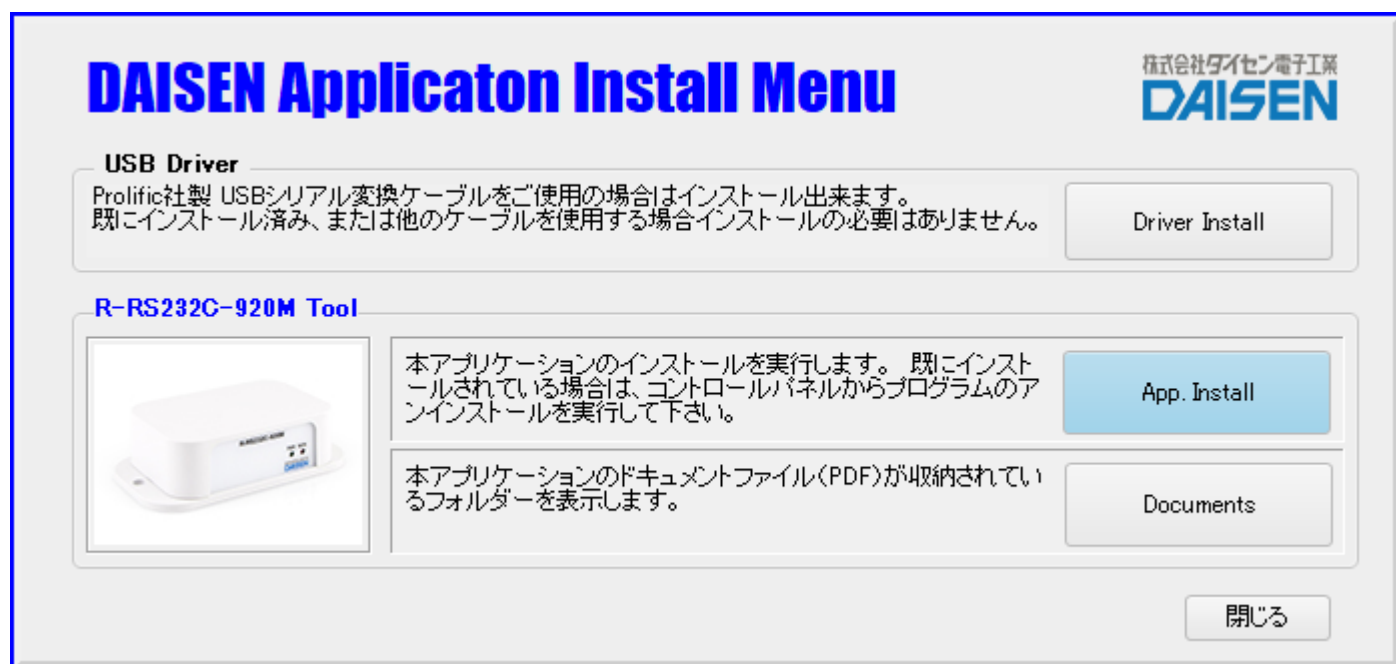 DAISEN Applicaton Install Menu
株式会社ダイセン電子工業
DAISEN
USB Driver
Prolific社製 USBシリアル変換ケーブルをご使用の場合はインストール出来ます。
既にインストール済み、または他のケーブルを使用する場合インストールの必要はありません。
Driver Install
R-RS232C-920M Tool
本アプリケーションのインストールを実行します。 既にインスト
ールされている場合は、コントロールパネルからプログラムのア
ンインストールを実行して下さい。
App. Install
本アプリケーションのドキュメントファイル(PDF)が収納されてい
るフォルダーを表示します。
Documents
閉じる